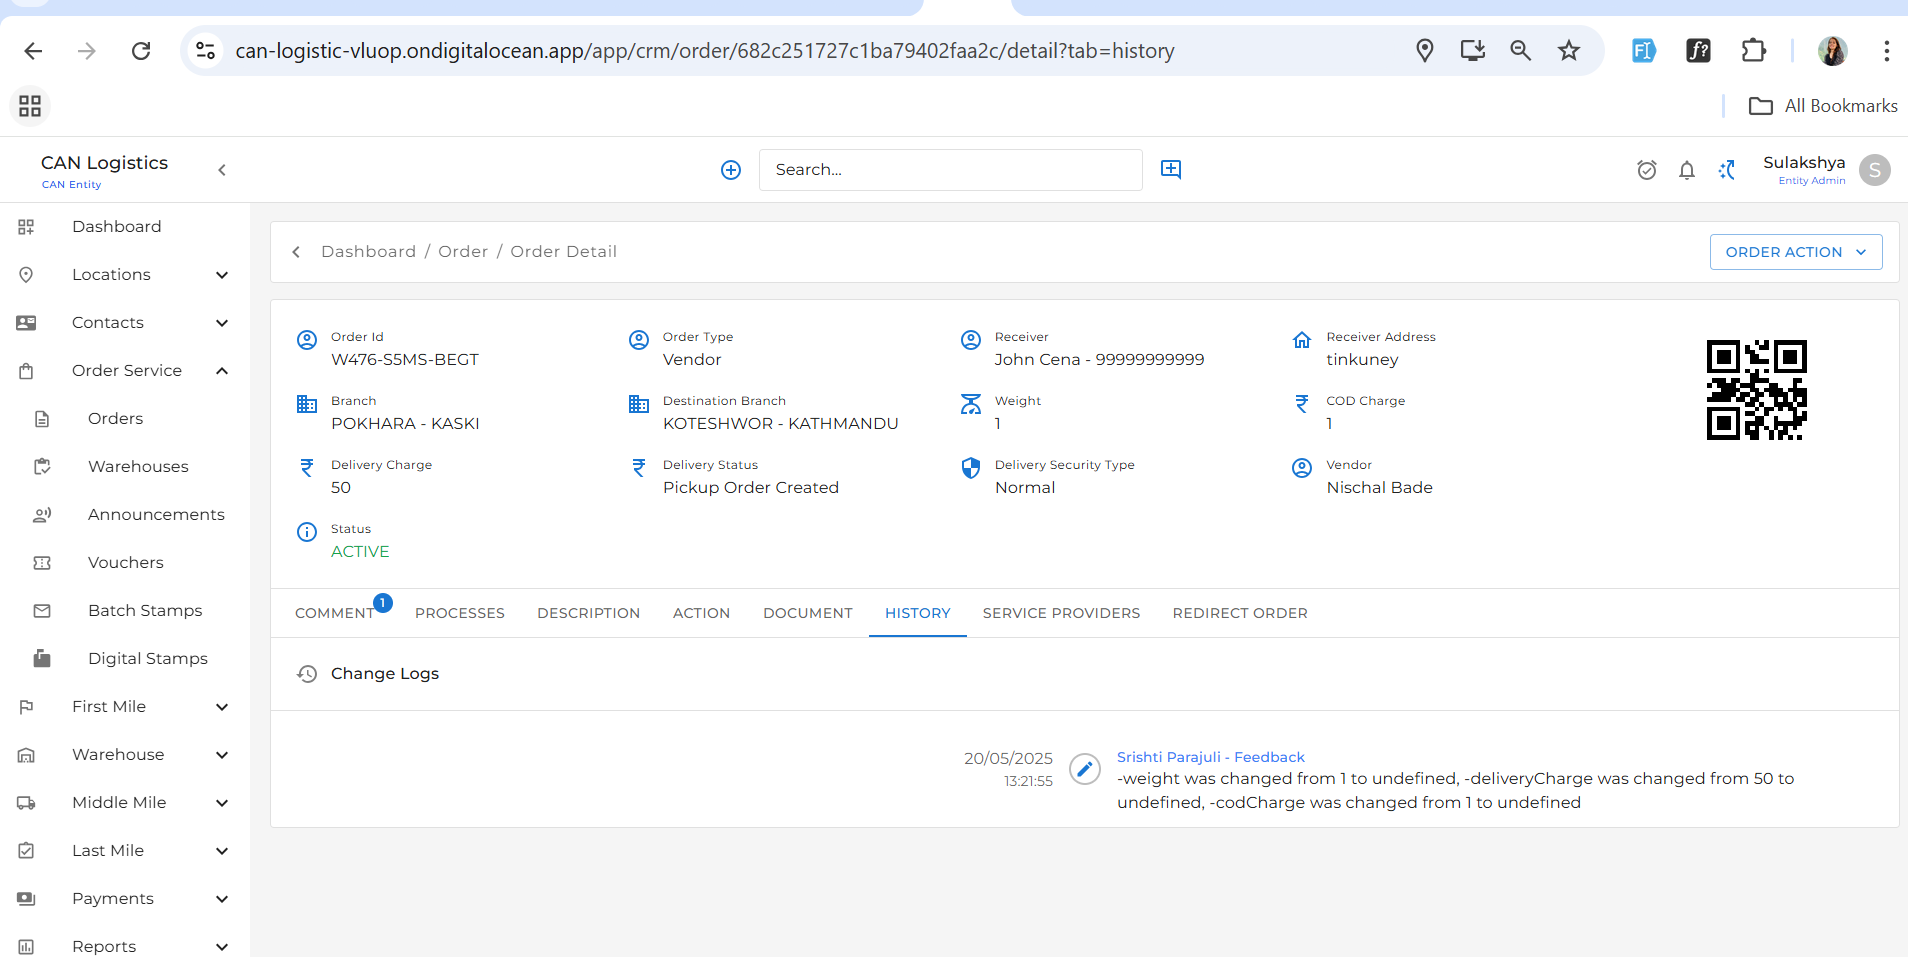 can-logistic-vluop.ondigitalocean.app/app/crm/order/682c251727c1ba79402faa2c/detail?tab=history
All Bookmarks
CAN Logistics
CAN Entity
Search...
Sulakshya
Entity Admin
S
Dashboard
Locations
Contacts
Order Service
Orders
Warehouses
Announcements
Vouchers
Batch Stamps
Digital Stamps
First Mile
Warehouse
Middle Mile
Last Mile
Payments
Reports
Dashboard / Order / Order Detail
ORDER ACTION
Order Id
W476-S5MS-BEGT
Order Type
Vendor
Receiver
John Cena - 99999999999
Receiver Address
tinkuney
Branch
POKHARA - KASKI
Destination Branch
KOTESHWOR - KATHMANDU
Weight
1
COD Charge
1
Delivery Charge
50
Delivery Status
Pickup Order Created
Delivery Security Type
Normal
Vendor
Nischal Bade
Status
ACTIVE
COMMENT 1 PROCESSES DESCRIPTION ACTION DOCUMENT HISTORY SERVICE PROVIDERS REDIRECT ORDER
Change Logs
20/05/2025
13:21:55
Srishti Parajuli - Feedback
-weight was changed from 1 to undefined, -deliveryCharge was changed from 50 to
undefined, -codCharge was changed from 1 to undefined